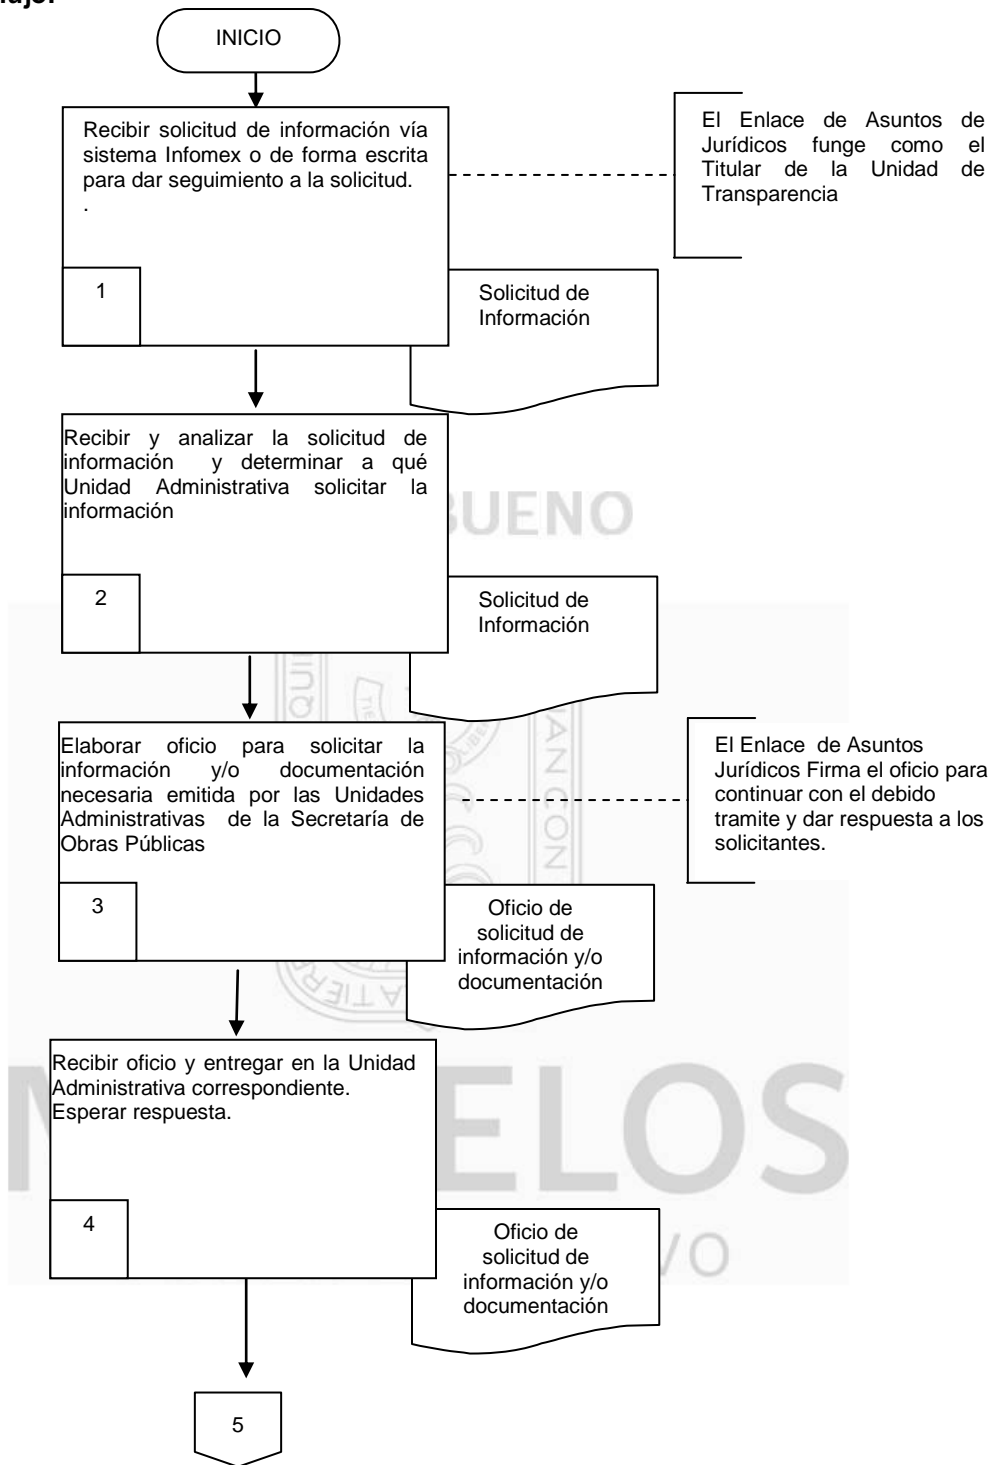 INICIO
Recibir solicitud de información vía
sistema Infomex o de forma escrita
para dar seguimiento a la solicitud.
.
1
El Enlace de Asuntos de
Jurídicos funge como el
Titular de la Unidad de
Transparencia
Solicitud de
Información
Recibir y analizar la solicitud de
información y determinar a qué
Unidad Administrativa solicitar la
información
2
BUENO
Solicitud de
Información
Elaborar oficio para solicitar la
información y/o documentación
necesaria emitida por las Unidades
Administrativas de la Secretaría de
Obras Públicas
3
El Enlace de Asuntos
Jurídicos Firma el oficio para
continuar con el debido
tramite y dar respuesta a los
solicitantes.
Oficio de
solicitud de
información y/o
documentación
Recibir oficio y entregar en la Unidad
Administrativa correspondiente.
Esperar respuesta.
4
ELOS
Oficio de
solicitud de
información y/o
documentación
VO
5